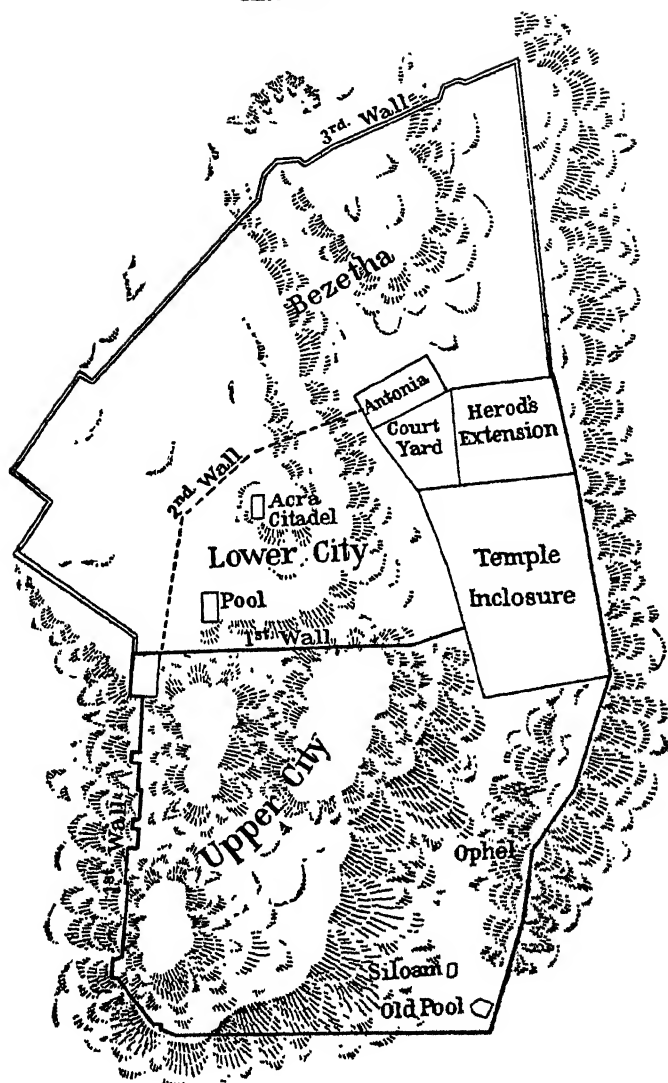 3rd. Wall
Bezetha
Antonia
Court
Yard
Herod's
Extension
2nd. Wall
Acra
Citadel
Lower City
Temple
Inclosure
Pool
1st. Wall
Upper City
1st. Wall
Ophel
Siloam
Old Pool